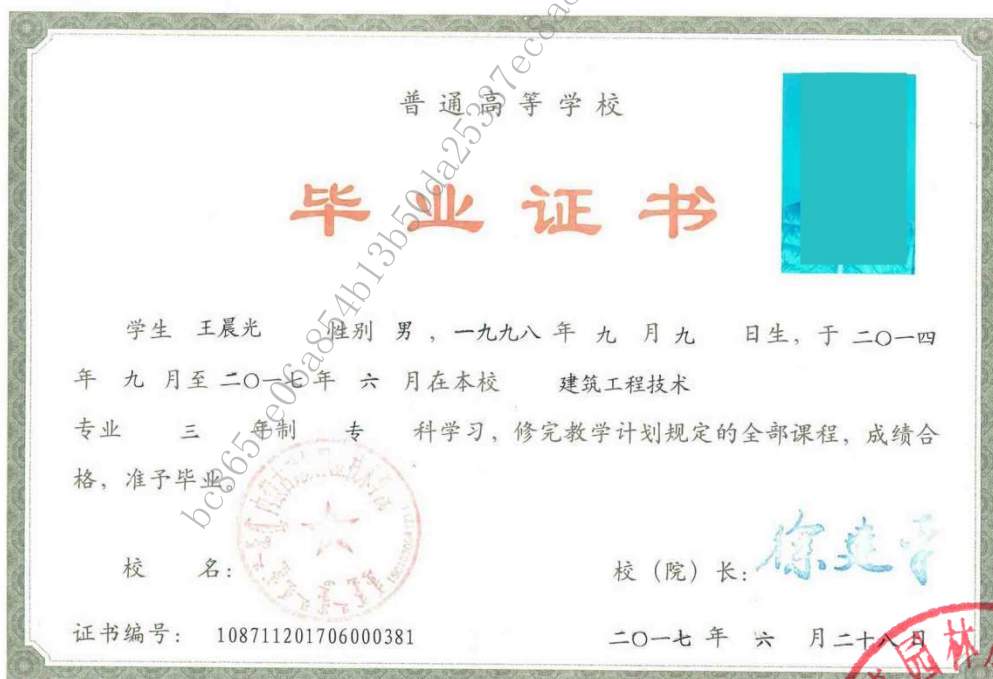 普通高等学校
毕业证书
学生 王晨光 性别 男 ，一九九八 年 九 月 九 日生，于 二〇一四
年 九 月至 二〇一七 年 六 月在本校 建筑工程技术
专业 三 年制 专 科学习，修完教学计划规定的全部课程，成绩合
格，准予毕业。
校 名：
校（院）长：徐建平
证书编号： 108711201706000381
二〇一七 年 六 月二十八日
园林